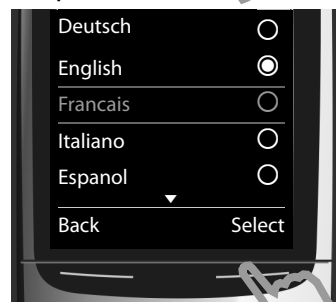 Deutsch
English
Francais
Italiano
Espanol
Back Select